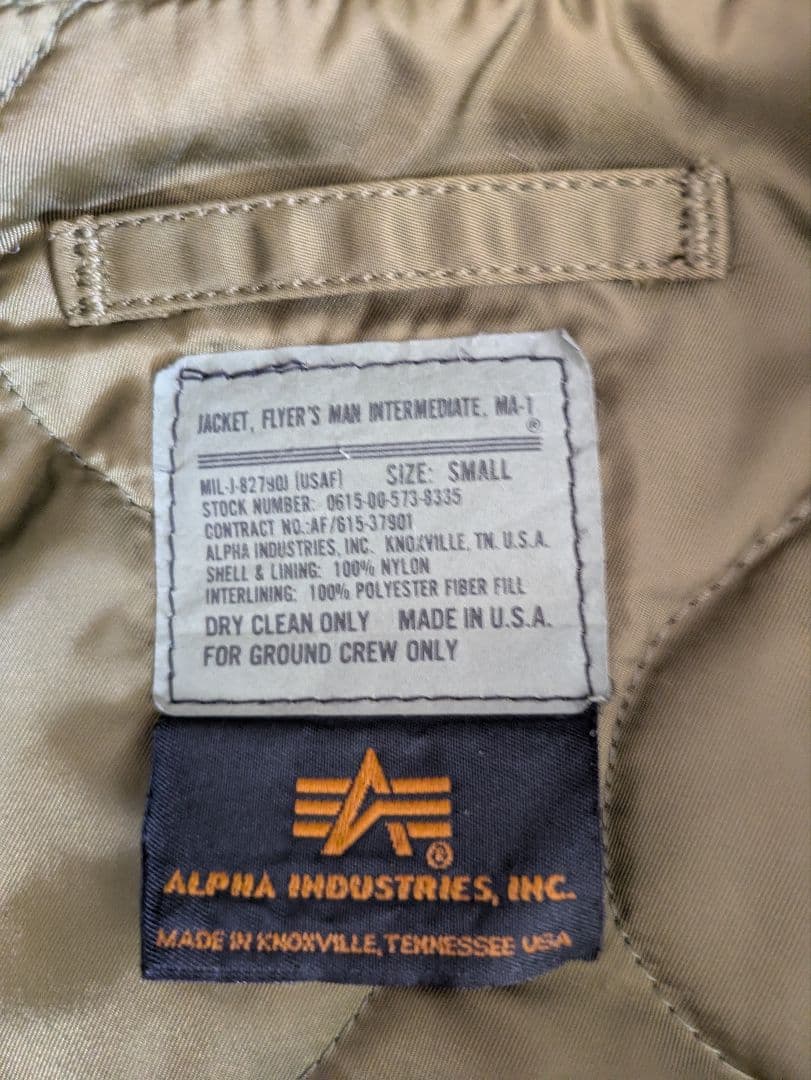 JACKET, FLYER'S MAN INTERMEDIATE, MA-1
®
MIL-J-82790J (USAF) SIZE: SMALL
STOCK NUMBER: 0615-00-573-8335
CONTRACT NO.:AF/615-37901
ALPHA INDUSTRIES, INC. KNOXVILLE, TN. U.S.A.
SHELL & LINING: 100% NYLON
INTERLINING: 100% POLYESTER FIBER FILL
DRY CLEAN ONLY MADE IN U.S.A.
FOR GROUND CREW ONLY
®
ALPHA INDUSTRIES, INC.
MADE IN KNOXVILLE, TENNESSEE USA